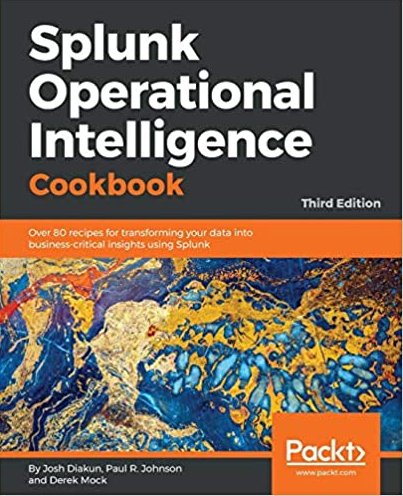 Splunk
Operational
Intelligence
Cookbook
Third Edition
Over 80 recipes for transforming your data into
business-critical insights using Splunk
By Josh Diakun, Paul R. Johnson
and Derek Mock
Packt>
www.packt.com